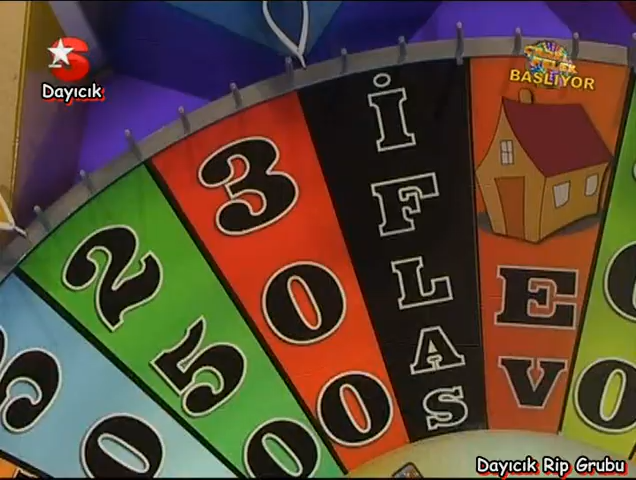 Dayıcık
BAŞLIYOR
250
300
İFLAS
EV
Dayıcık Rip Grubu